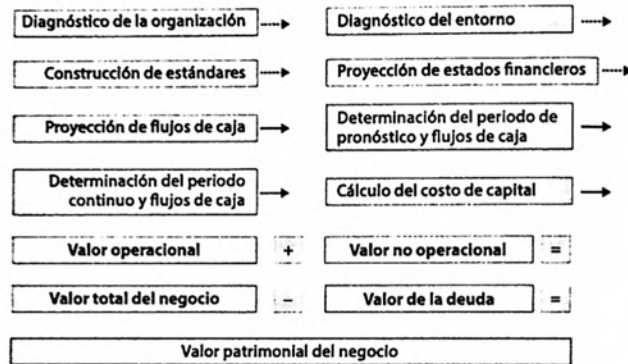 Diagnóstico de la organización
Diagnóstico del entorno
Construcción de estándares
Proyección de estados financieros
Proyección de flujos de caja
Determinación del periodo de
pronóstico y flujos de caja
Determinación del periodo
continuo y flujos de caja
Cálculo del costo de capital
Valor operacional + Valor no operacional =
Valor total del negocio – Valor de la deuda =
Valor patrimonial del negocio